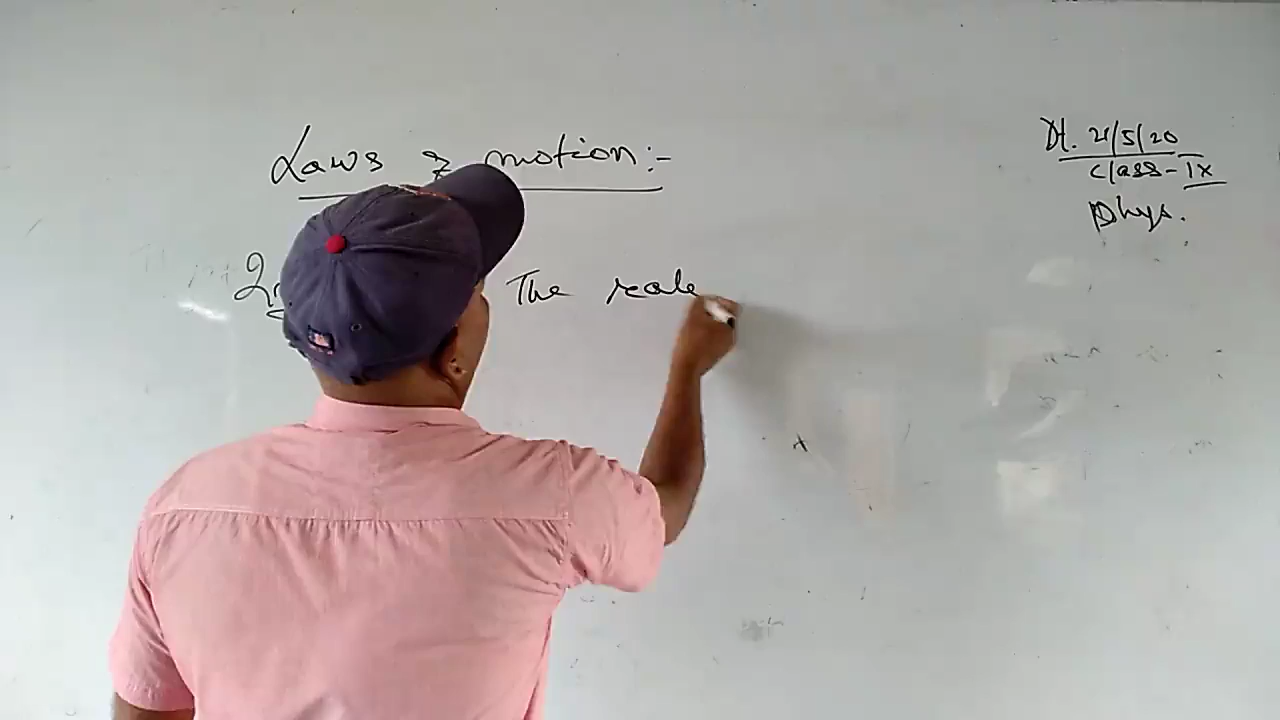 Laws of motion:-
Dt. 21/5/20
Class-IX
Phys.
The rate